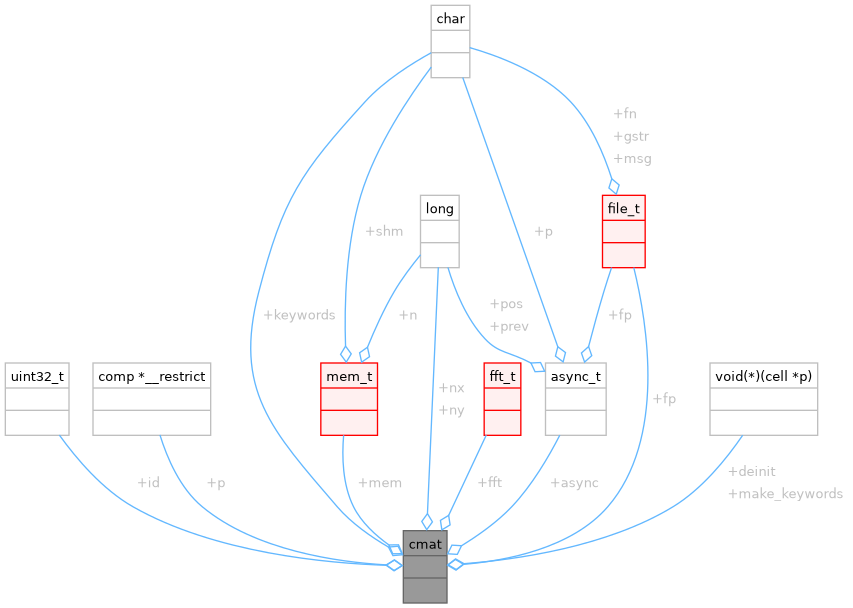 char
+fn
+gstr
+msg
long
file_t
+shm
+p
+keywords
+n
+pos
+prev
+fp
uint32_t
comp *__restrict
mem_t
fft_t
async_t
void(*)(cell *p)
+nx
+ny
+fp
+id
+p
+mem
+fft
+async
+deinit
+make_keywords
cmat